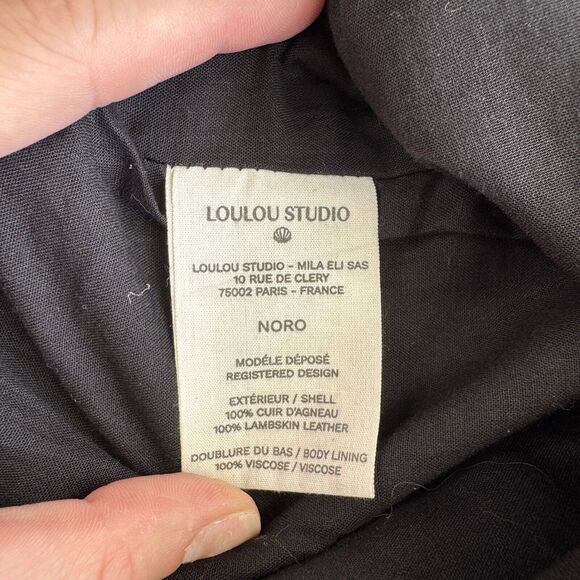 LOULOU STUDIO
LOULOU STUDIO – MILA ELI SAS
10 RUE DE CLERY
75002 PARIS – FRANCE
NORO
MODÉLE DÉPOSÉ
REGISTERED DESIGN
EXTÉRIEUR / SHELL
100% CUIR D'AGNEAU
100% LAMBSKIN LEATHER
DOUBLURE DU BAS / BODY LINING
100% VISCOSE / VISCOSE